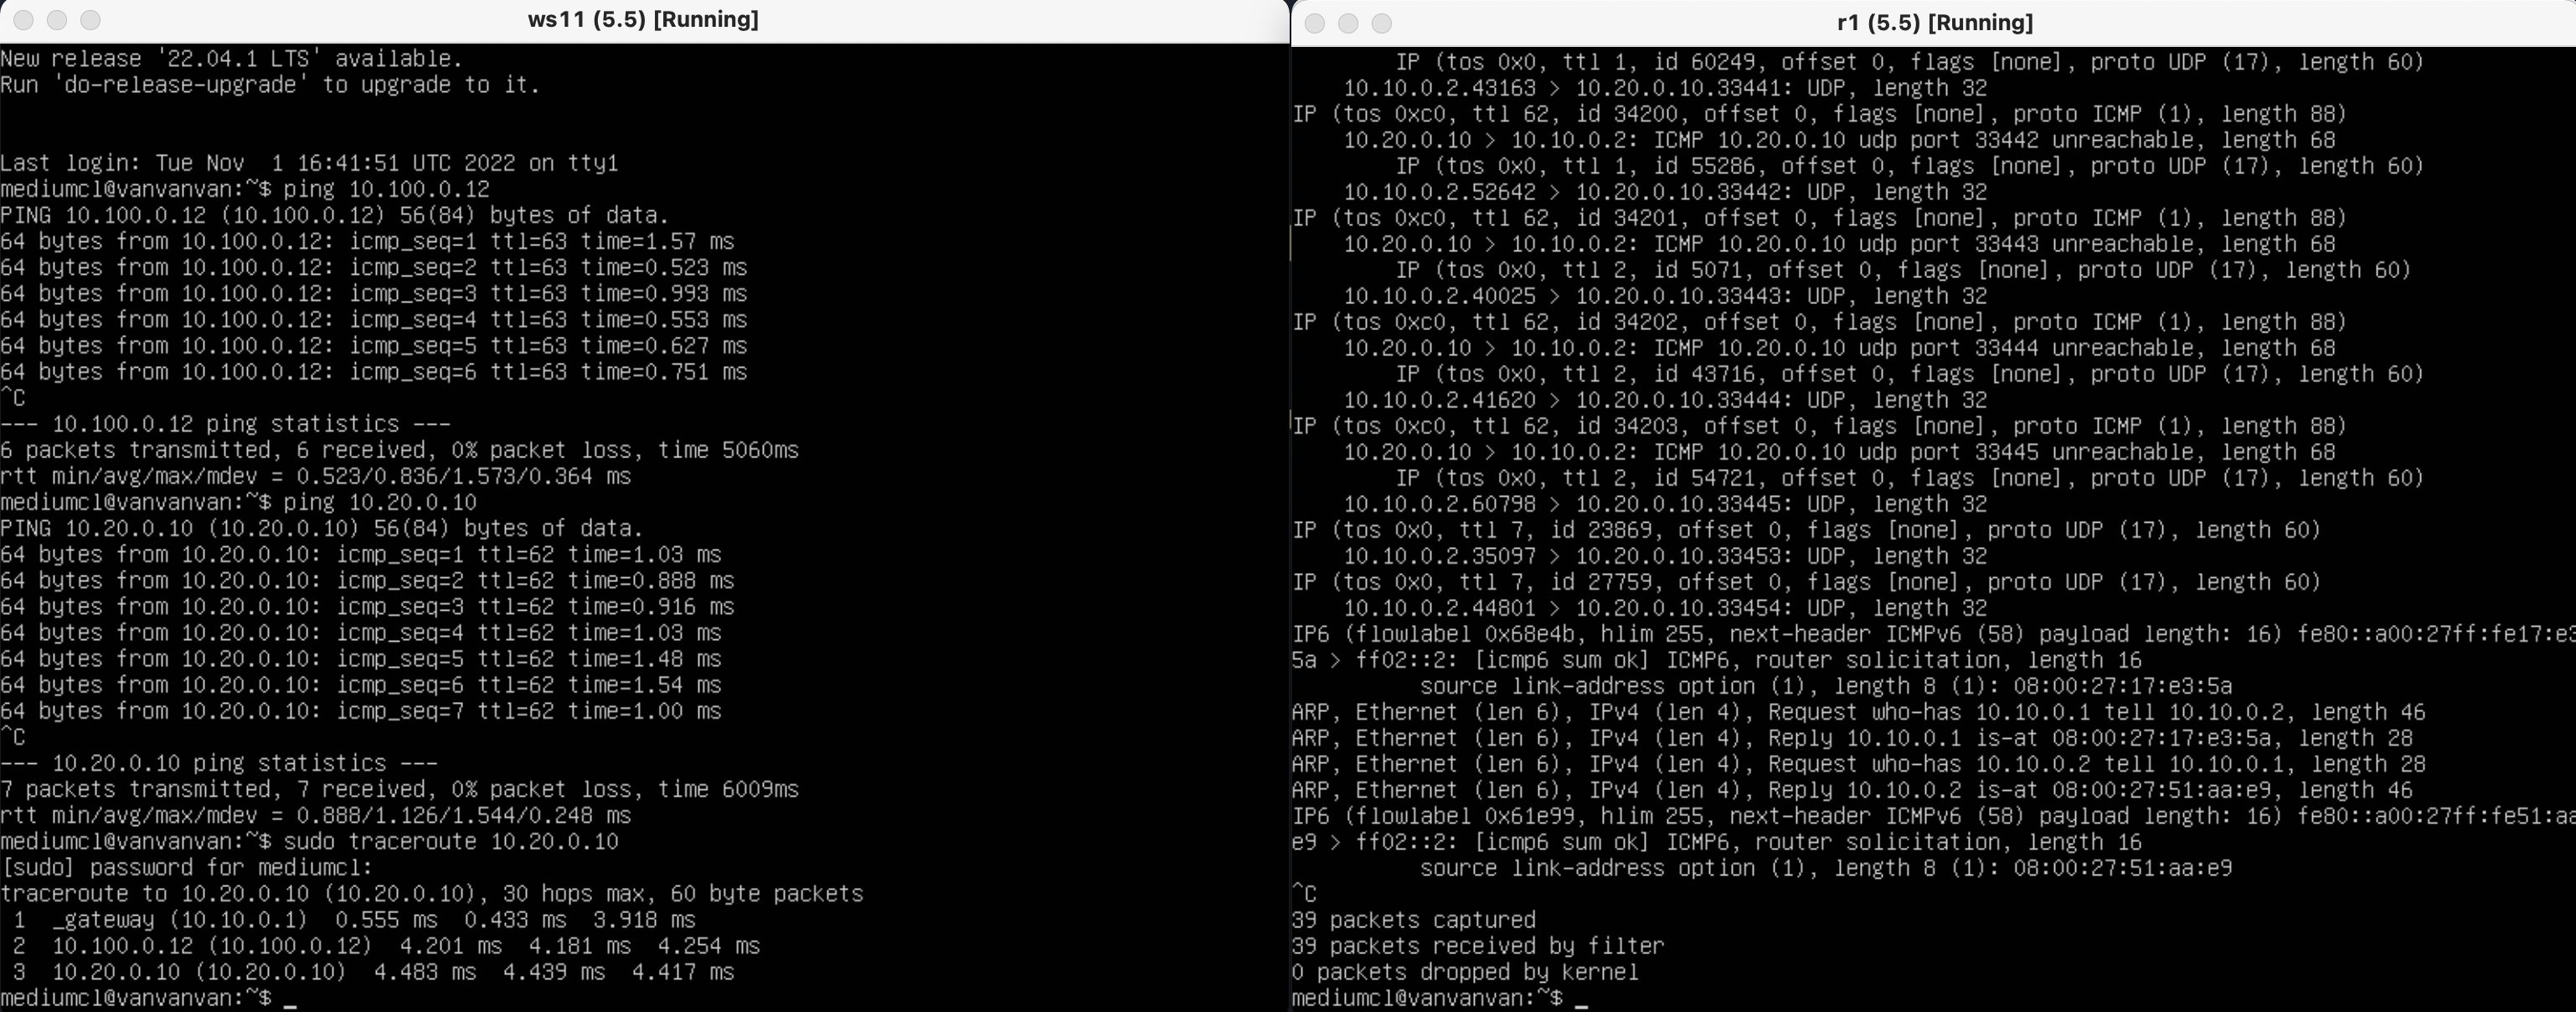 ws11 (5.5) [Running]
New release '22.04.1 LTS' available.
Run 'do-release-upgrade' to upgrade to it.
Last login: Tue Nov  1 16:41:51 UTC 2022 on tty1
mediumcl@vanvanvan:~$ ping 10.100.0.12
PING 10.100.0.12 (10.100.0.12) 56(84) bytes of data.
64 bytes from 10.100.0.12: icmp_seq=1 ttl=63 time=1.57 ms
64 bytes from 10.100.0.12: icmp_seq=2 ttl=63 time=0.523 ms
64 bytes from 10.100.0.12: icmp_seq=3 ttl=63 time=0.993 ms
64 bytes from 10.100.0.12: icmp_seq=4 ttl=63 time=0.553 ms
64 bytes from 10.100.0.12: icmp_seq=5 ttl=63 time=0.627 ms
64 bytes from 10.100.0.12: icmp_seq=6 ttl=63 time=0.751 ms
^C
--- 10.100.0.12 ping statistics ---
6 packets transmitted, 6 received, 0% packet loss, time 5060ms
rtt min/avg/max/mdev = 0.523/0.836/1.573/0.364 ms
mediumcl@vanvanvan:~$ ping 10.20.0.10
PING 10.20.0.10 (10.20.0.10) 56(84) bytes of data.
64 bytes from 10.20.0.10: icmp_seq=1 ttl=62 time=1.03 ms
64 bytes from 10.20.0.10: icmp_seq=2 ttl=62 time=0.888 ms
64 bytes from 10.20.0.10: icmp_seq=3 ttl=62 time=0.916 ms
64 bytes from 10.20.0.10: icmp_seq=4 ttl=62 time=1.03 ms
64 bytes from 10.20.0.10: icmp_seq=5 ttl=62 time=1.48 ms
64 bytes from 10.20.0.10: icmp_seq=6 ttl=62 time=1.54 ms
64 bytes from 10.20.0.10: icmp_seq=7 ttl=62 time=1.00 ms
^C
--- 10.20.0.10 ping statistics ---
7 packets transmitted, 7 received, 0% packet loss, time 6009ms
rtt min/avg/max/mdev = 0.888/1.126/1.544/0.248 ms
mediumcl@vanvanvan:~$ sudo traceroute 10.20.0.10
[sudo] password for mediumcl:
traceroute to 10.20.0.10 (10.20.0.10), 30 hops max, 60 byte packets
 1  _gateway (10.10.0.1)  0.555 ms  0.433 ms  3.918 ms
 2  10.100.0.12 (10.100.0.12)  4.201 ms  4.181 ms  4.254 ms
 3  10.20.0.10 (10.20.0.10)  4.483 ms  4.439 ms  4.417 ms
mediumcl@vanvanvan:~$ _
r1 (5.5) [Running]
IP (tos 0x0, ttl 1, id 60249, offset 0, flags [none], proto UDP (17), length 60)
10.10.0.2.43163 > 10.20.0.10.33441: UDP, length 32
IP (tos 0xc0, ttl 62, id 34200, offset 0, flags [none], proto ICMP (1), length 88)
10.20.0.10 > 10.10.0.2: ICMP 10.20.0.10 udp port 33442 unreachable, length 68
IP (tos 0x0, ttl 1, id 55286, offset 0, flags [none], proto UDP (17), length 60)
10.10.0.2.52642 > 10.20.0.10.33442: UDP, length 32
IP (tos 0xc0, ttl 62, id 34201, offset 0, flags [none], proto ICMP (1), length 88)
10.20.0.10 > 10.10.0.2: ICMP 10.20.0.10 udp port 33443 unreachable, length 68
IP (tos 0x0, ttl 2, id 5071, offset 0, flags [none], proto UDP (17), length 60)
10.10.0.2.40025 > 10.20.0.10.33443: UDP, length 32
IP (tos 0xc0, ttl 62, id 34202, offset 0, flags [none], proto ICMP (1), length 88)
10.20.0.10 > 10.10.0.2: ICMP 10.20.0.10 udp port 33444 unreachable, length 68
IP (tos 0x0, ttl 2, id 43716, offset 0, flags [none], proto UDP (17), length 60)
10.10.0.2.41620 > 10.20.0.10.33444: UDP, length 32
IP (tos 0xc0, ttl 62, id 34203, offset 0, flags [none], proto ICMP (1), length 88)
10.20.0.10 > 10.10.0.2: ICMP 10.20.0.10 udp port 33445 unreachable, length 68
IP (tos 0x0, ttl 2, id 54721, offset 0, flags [none], proto UDP (17), length 60)
10.10.0.2.60798 > 10.20.0.10.33445: UDP, length 32
IP (tos 0x0, ttl 7, id 23869, offset 0, flags [none], proto UDP (17), length 60)
10.10.0.2.35097 > 10.20.0.10.33453: UDP, length 32
IP (tos 0x0, ttl 7, id 27759, offset 0, flags [none], proto UDP (17), length 60)
10.10.0.2.44801 > 10.20.0.10.33454: UDP, length 32
IP6 (flowlabel 0x68e4b, hlim 255, next-header ICMPv6 (58) payload length: 16) fe80::a00:27ff:fe17:e3
5a > ff02::2: [icmp6 sum ok] ICMP6, router solicitation, length 16
source link-address option (1), length 8 (1): 08:00:27:17:e3:5a
ARP, Ethernet (len 6), IPv4 (len 4), Request who-has 10.10.0.1 tell 10.10.0.2, length 46
ARP, Ethernet (len 6), IPv4 (len 4), Reply 10.10.0.1 is-at 08:00:27:17:e3:5a, length 28
ARP, Ethernet (len 6), IPv4 (len 4), Request who-has 10.10.0.2 tell 10.10.0.1, length 28
ARP, Ethernet (len 6), IPv4 (len 4), Reply 10.10.0.2 is-at 08:00:27:51:aa:e9, length 46
IP6 (flowlabel 0x61e99, hlim 255, next-header ICMPv6 (58) payload length: 16) fe80::a00:27ff:fe51:aa
e9 > ff02::2: [icmp6 sum ok] ICMP6, router solicitation, length 16
source link-address option (1), length 8 (1): 08:00:27:51:aa:e9
^C
39 packets captured
39 packets received by filter
0 packets dropped by kernel
mediumcl@vanvanvan:~$ _